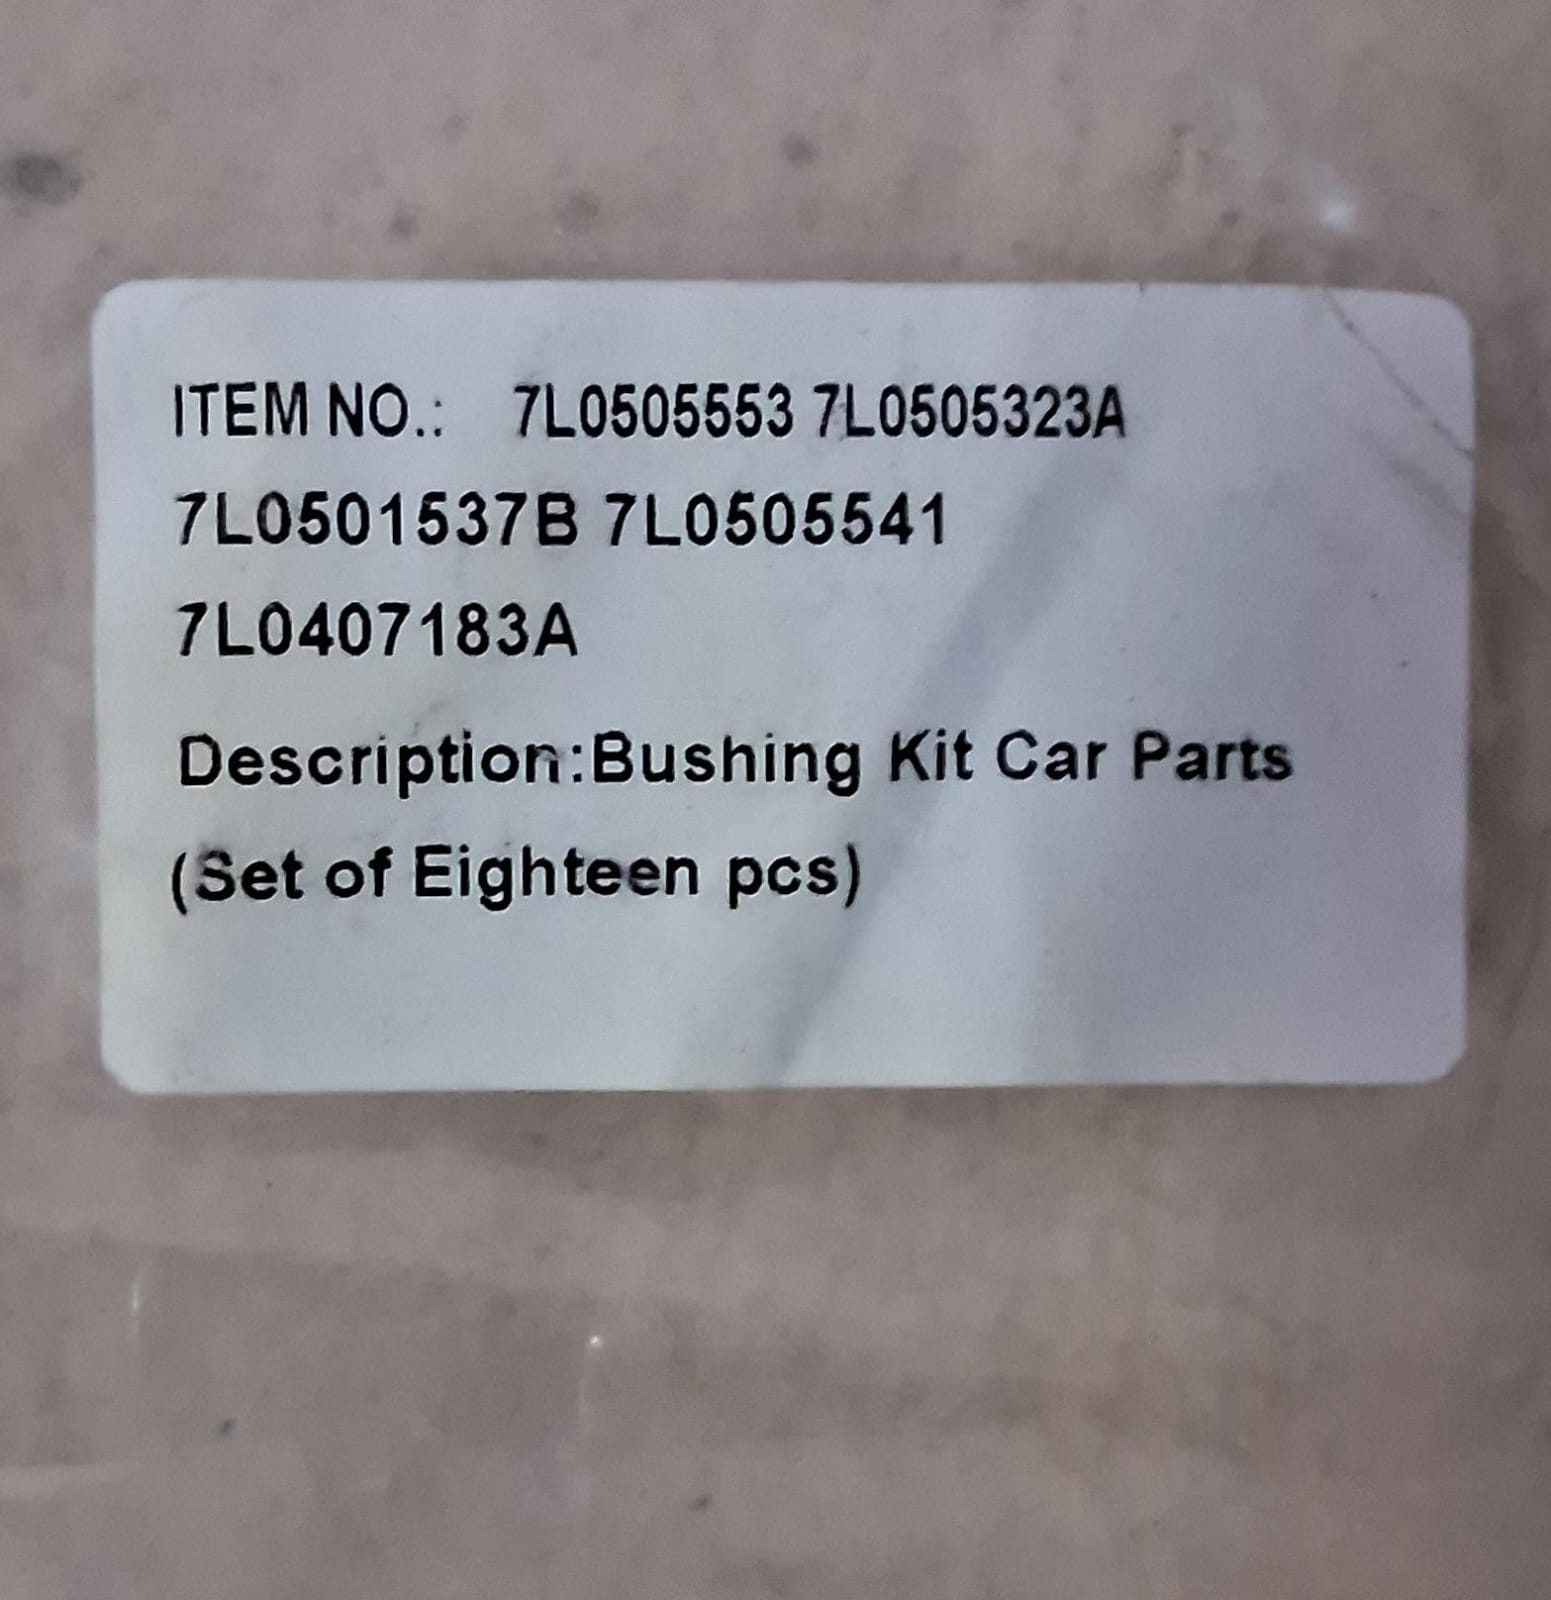 ITEM NO.: 7L0505553 7L0505323A
7L0501537B 7L0505541
7L0407183A
Description:Bushing Kit Car Parts
(Set of Eighteen pcs)